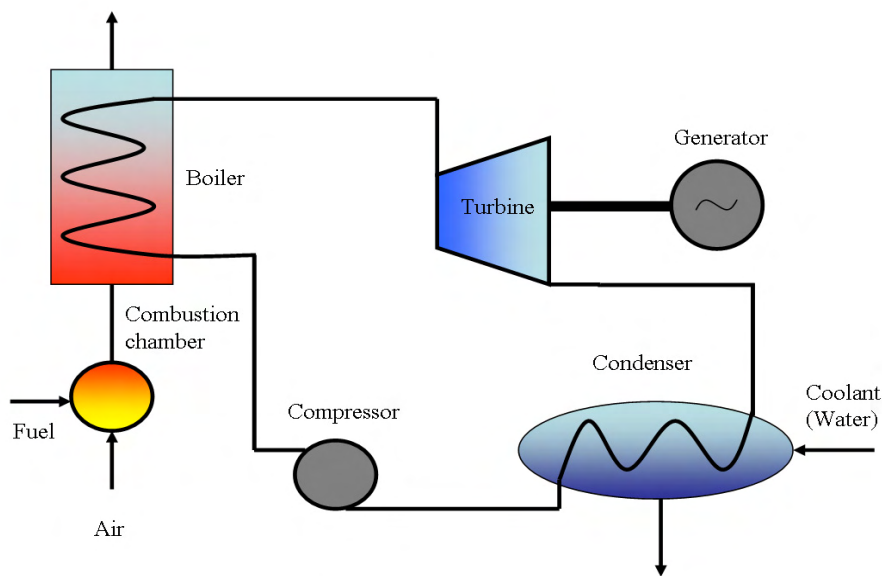 Generator
Boiler
Turbine
Combustion
chamber
Condenser
Compressor
Coolant
(Water)
Fuel
Air